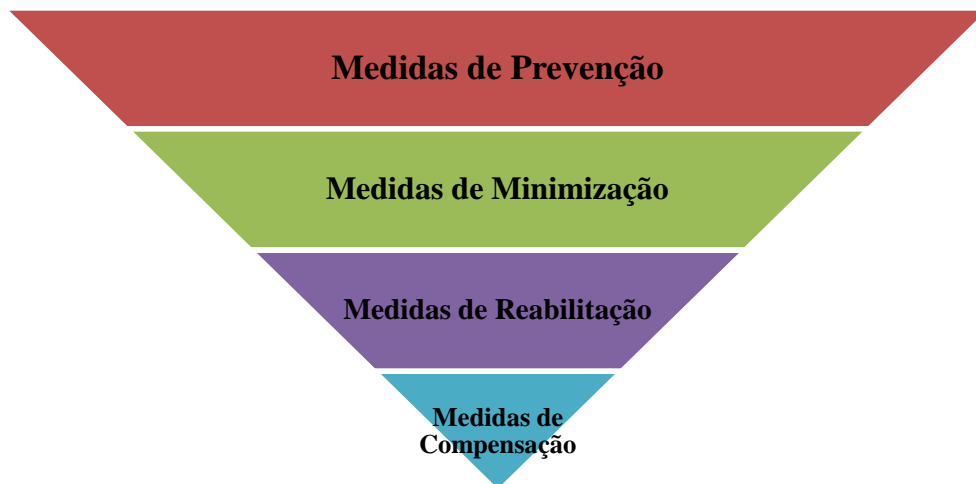 Medidas de Prevenção
Medidas de Minimização
Medidas de Reabilitação
Medidas de
Compensação